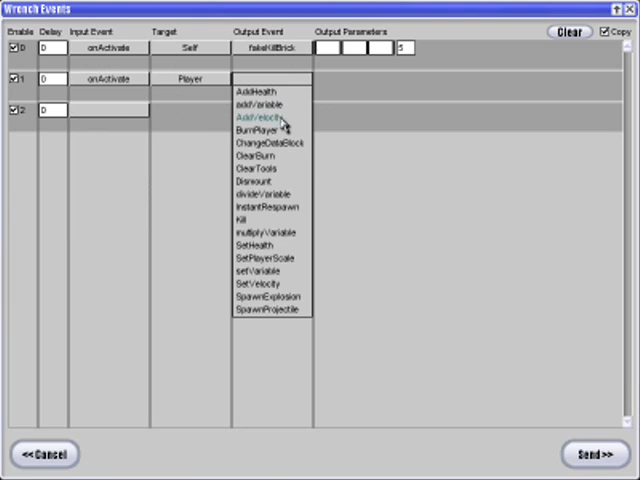 Wrench Events
Enable Delay Input Event Target Output Event Output Parameters Clear Copy
0 0 onActivate Self fakeKillBrick 5
1 0 onActivate Player
2 0
AddHealth
addVariable
AddVelocity
BurnPlayer
ChangeDataBlock
ClearBurn
ClearTools
Dismount
divideVariable
InstantRespawn
Kill
multiplyVariable
SetHealth
SetPlayerScale
setVariable
SetVelocity
SpawnExplosion
SpawnProjectile
<<Cancel Send>>